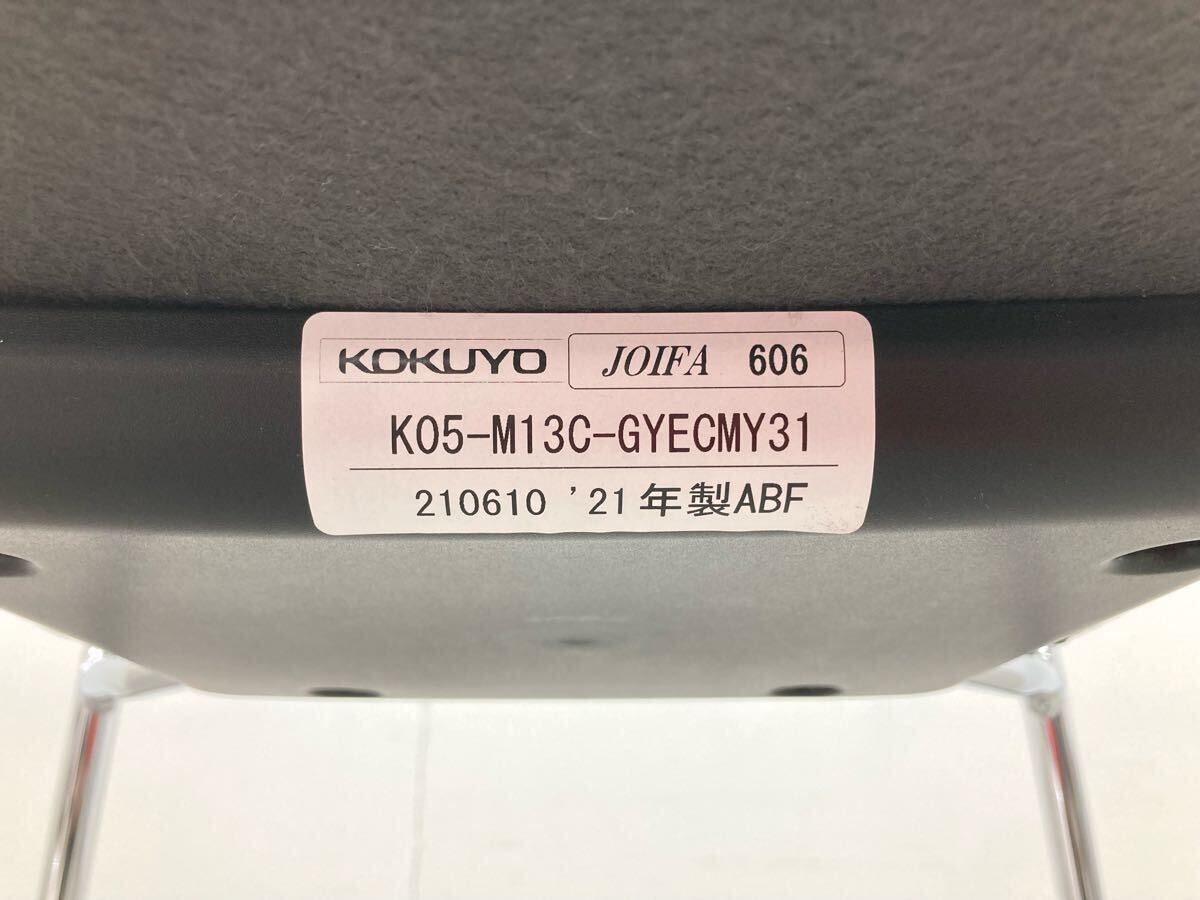 KOKUYO JOIFA 606
K05-M13C-GYECMY31
210610 '21年製ABF